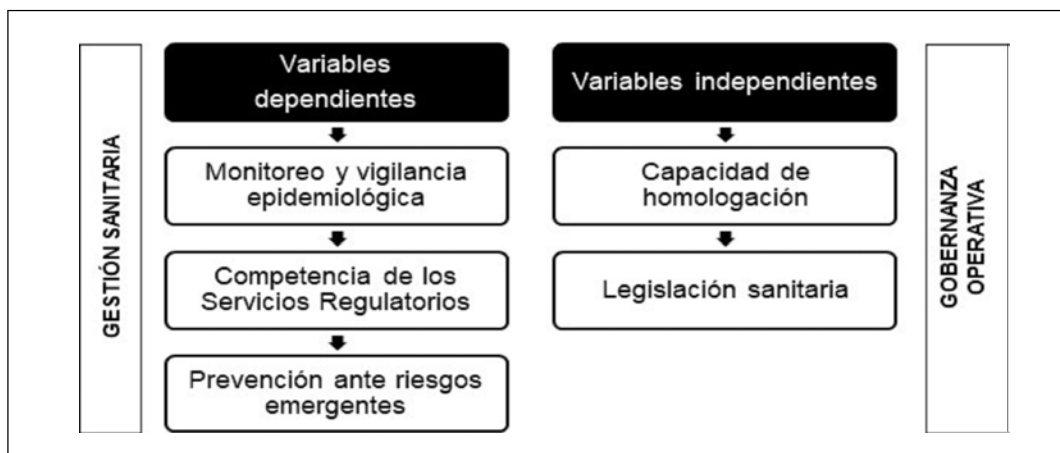 GESTIÓN SANITARIA
Variables
dependientes
Monitoreo y vigilancia
epidemiológica
Competencia de los
Servicios Regulatorios
Prevención ante riesgos
emergentes
Variables independientes
Capacidad de
homologación
Legislación sanitaria
GOBERNANZA
OPERATIVA